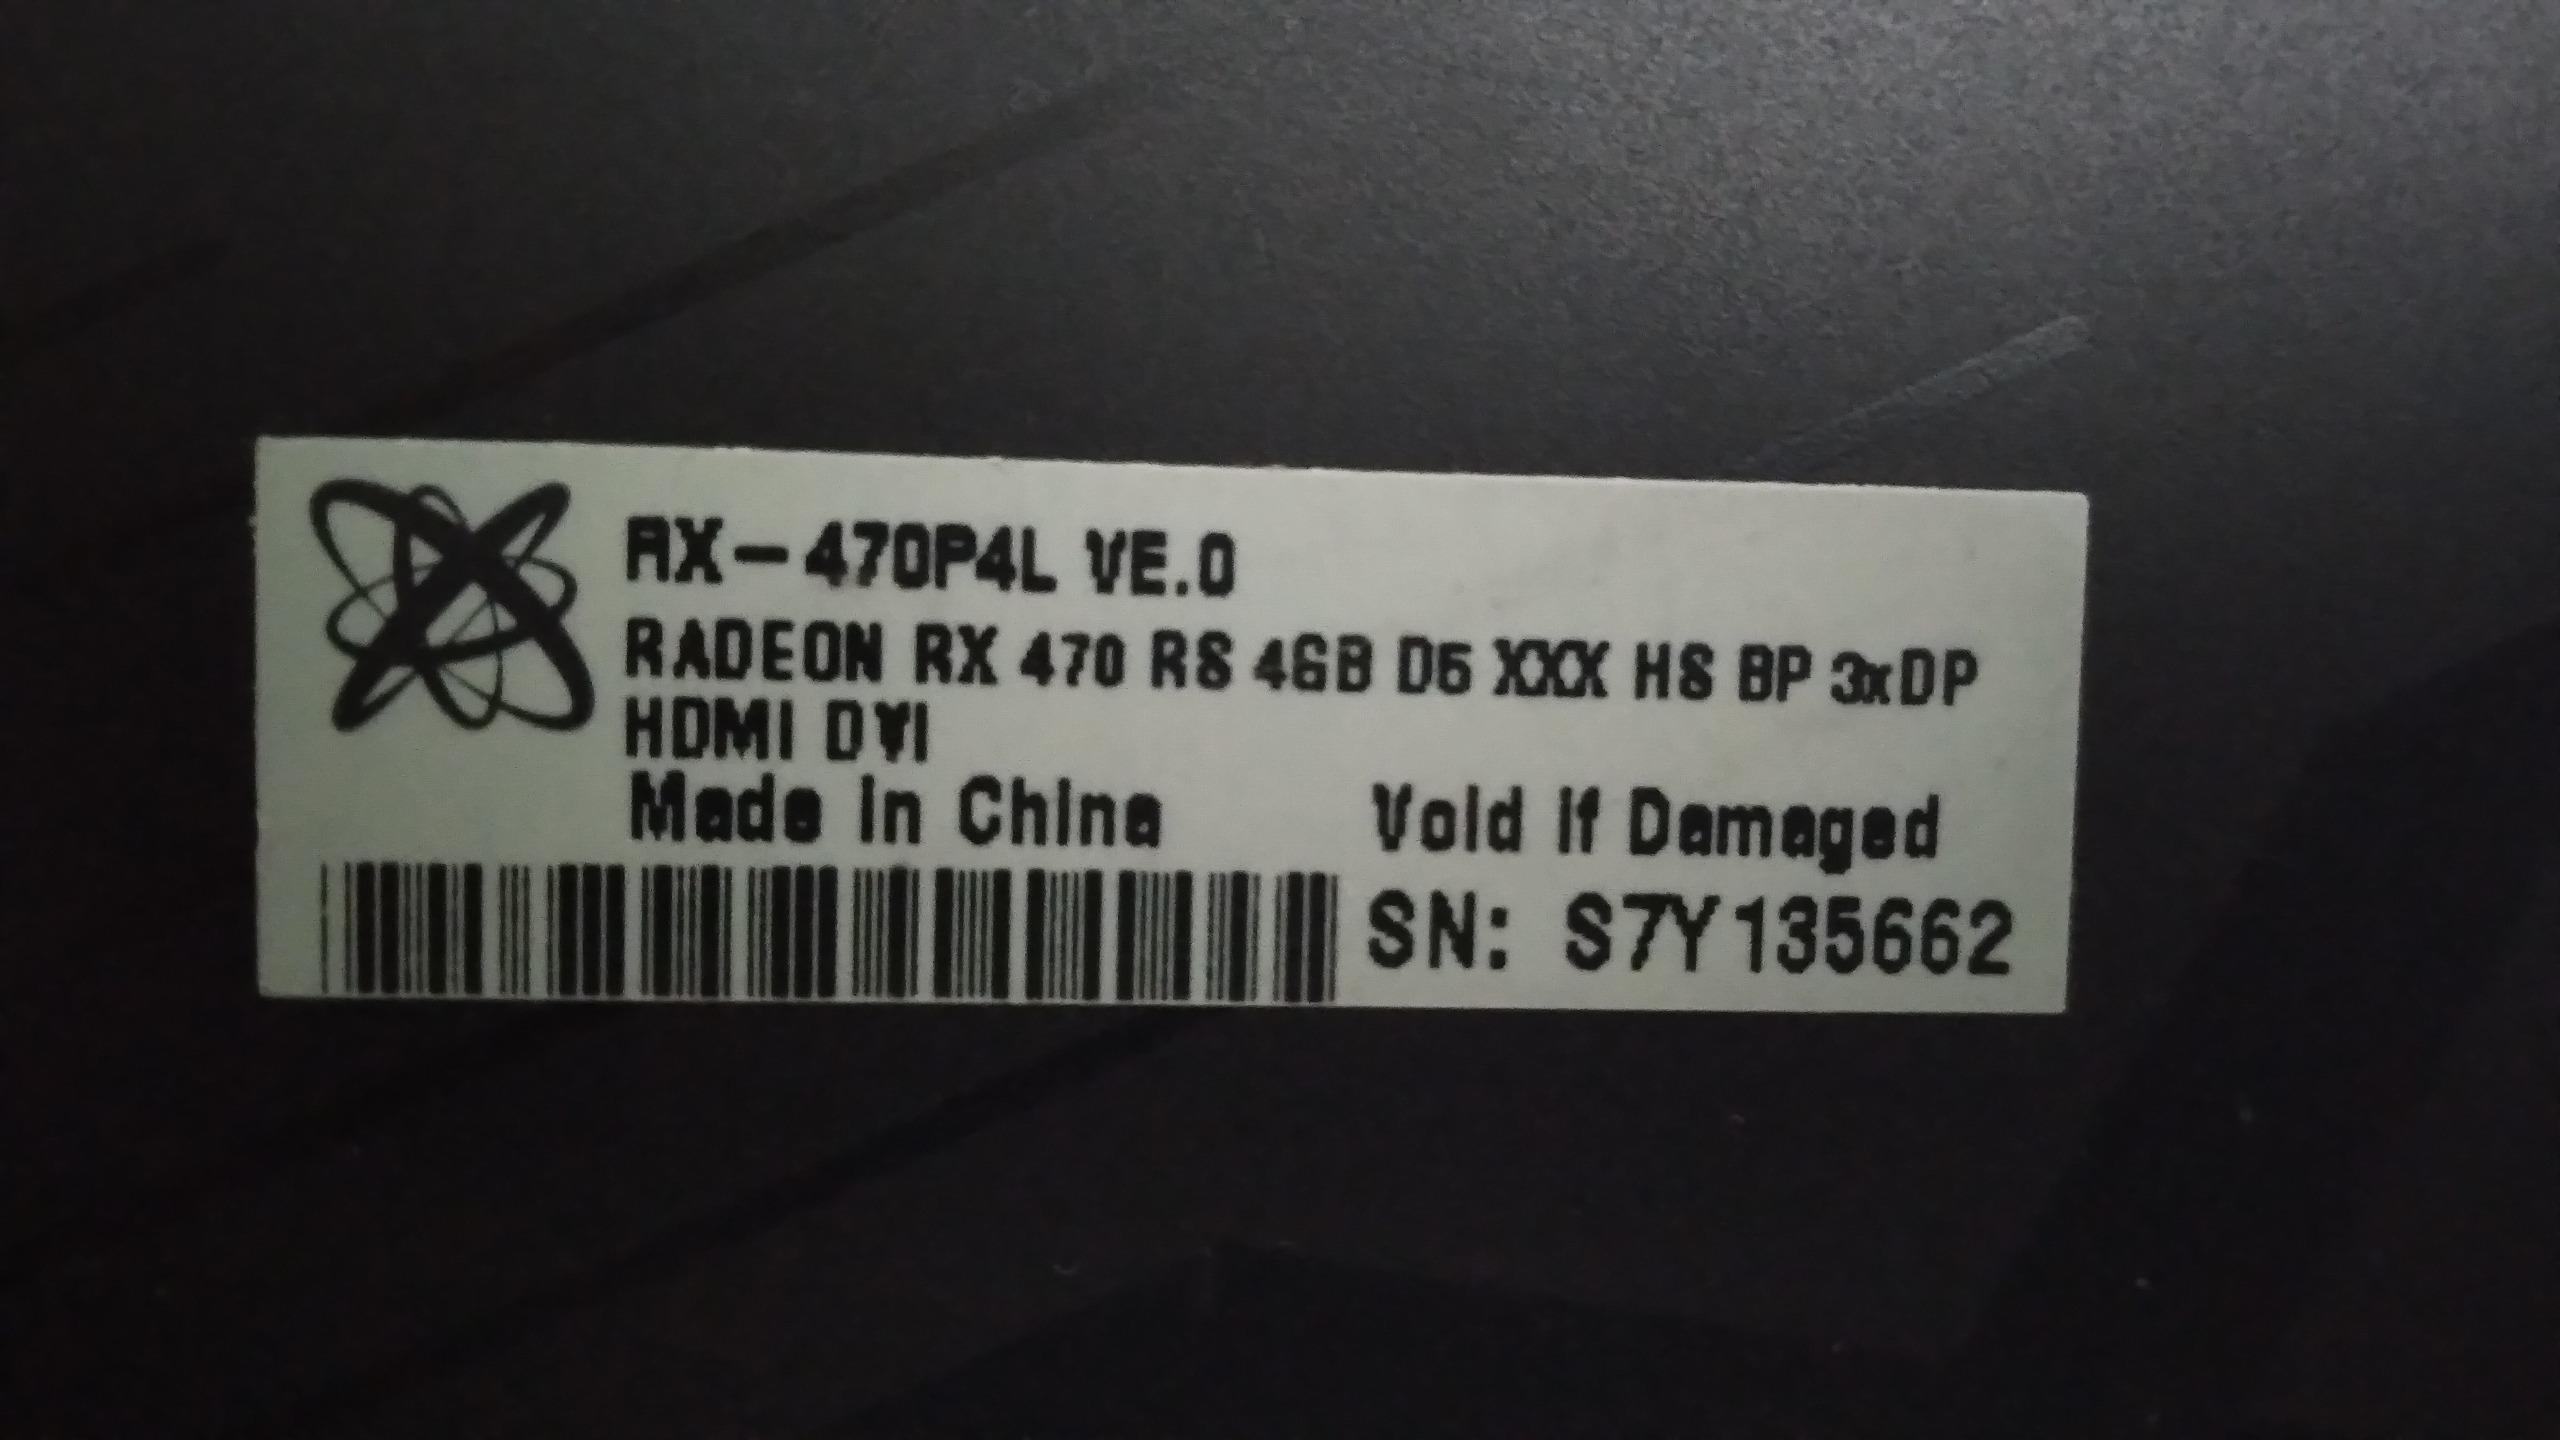 RX-470P4L VE.0
RADEON RX 470 RS 4GB D5 XXX HS BP 3xDP
HDMI DVI
Made in China
Void If Damaged
SN: S7Y135662